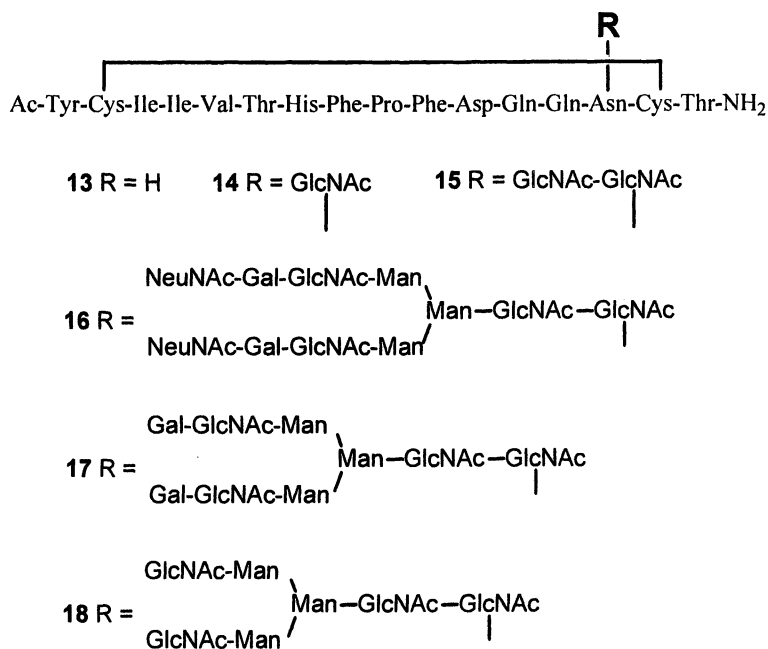 R
Ac-Tyr-Cys-Ile-Ile-Val-Thr-His-Phe-Pro-Phe-Asp-Gln-Gln-Asn-Cys-Thr-NH2
13 R = H 14 R = GlcNAc 15 R = GlcNAc-GlcNAc
NeuNAc-Gal-GlcNAc-Man
16 R = Man-GlcNAc-GlcNAc
NeuNAc-Gal-GlcNAc-Man
Gal-GlcNAc-Man
17 R = Man-GlcNAc-GlcNAc
Gal-GlcNAc-Man
GlcNAc-Man
18 R = Man-GlcNAc-GlcNAc
GlcNAc-Man